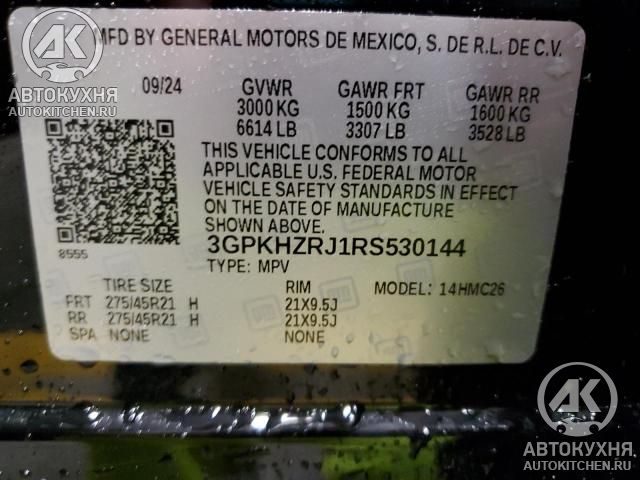 MFD BY GENERAL MOTORS DE MEXICO, S. DE R.L. DE C.V.
09/24 GVWR GAWR FRT GAWR RR
3000 KG 1500 KG 1600 KG
6614 LB 3307 LB 3528 LB
THIS VEHICLE CONFORMS TO ALL
APPLICABLE U.S. FEDERAL MOTOR
VEHICLE SAFETY STANDARDS IN EFFECT
ON THE DATE OF MANUFACTURE
SHOWN ABOVE.
8555 3GPKHZRJ1RS530144
TYPE: MPV
TIRE SIZE RIM MODEL: 14HMC26
FRT 275/45R21 H 21X9.5J
RR 275/45R21 H 21X9.5J
SPA NONE NONE
АК
АВТОКУХНЯ
AUTOKITCHEN.RU
АК
АВТОКУХНЯ
AUTOKITCHEN.RU